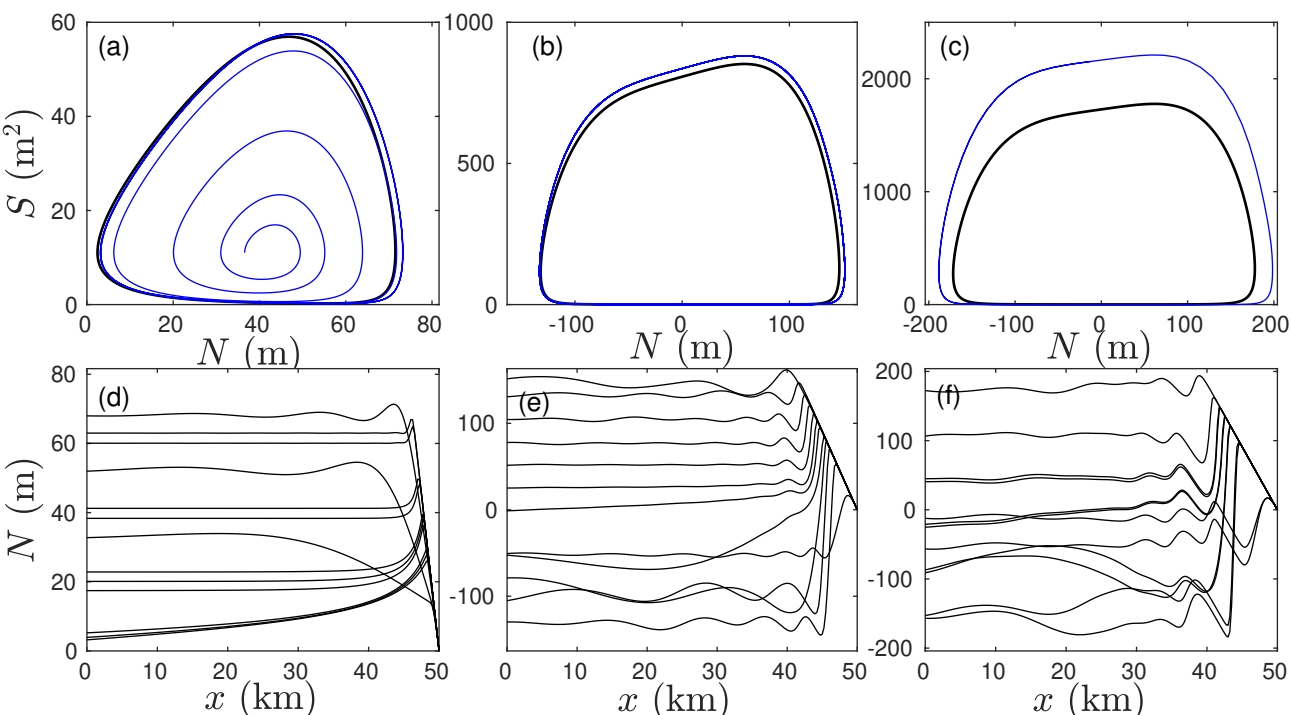 (a)
60
40
20
0
S (m²)
0 20 40 60 80
N (m)
(b)
1000
500
0
-100 0 100
N (m)
(c)
2000
1000
0
-200 -100 0 100 200
N (m)
(d)
80
60
40
20
0
N (m)
0 10 20 30 40 50
x (km)
(e)
100
0
-100
0 10 20 30 40 50
x (km)
(f)
200
100
0
-100
-200
0 10 20 30 40 50
x (km)